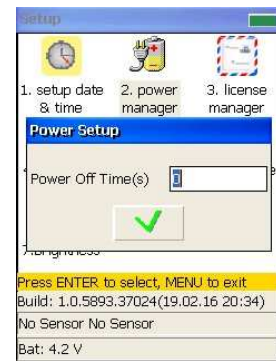 Setup
1. setup date & time
2. power manager
3. license manager
Power Setup
Power Off Time(s) 0
7.Brightness
Press ENTER to select, MENU to exit
Build: 1.0.5893.37024(19.02.16 20:34)
No Sensor No Sensor
Bat: 4.2 V